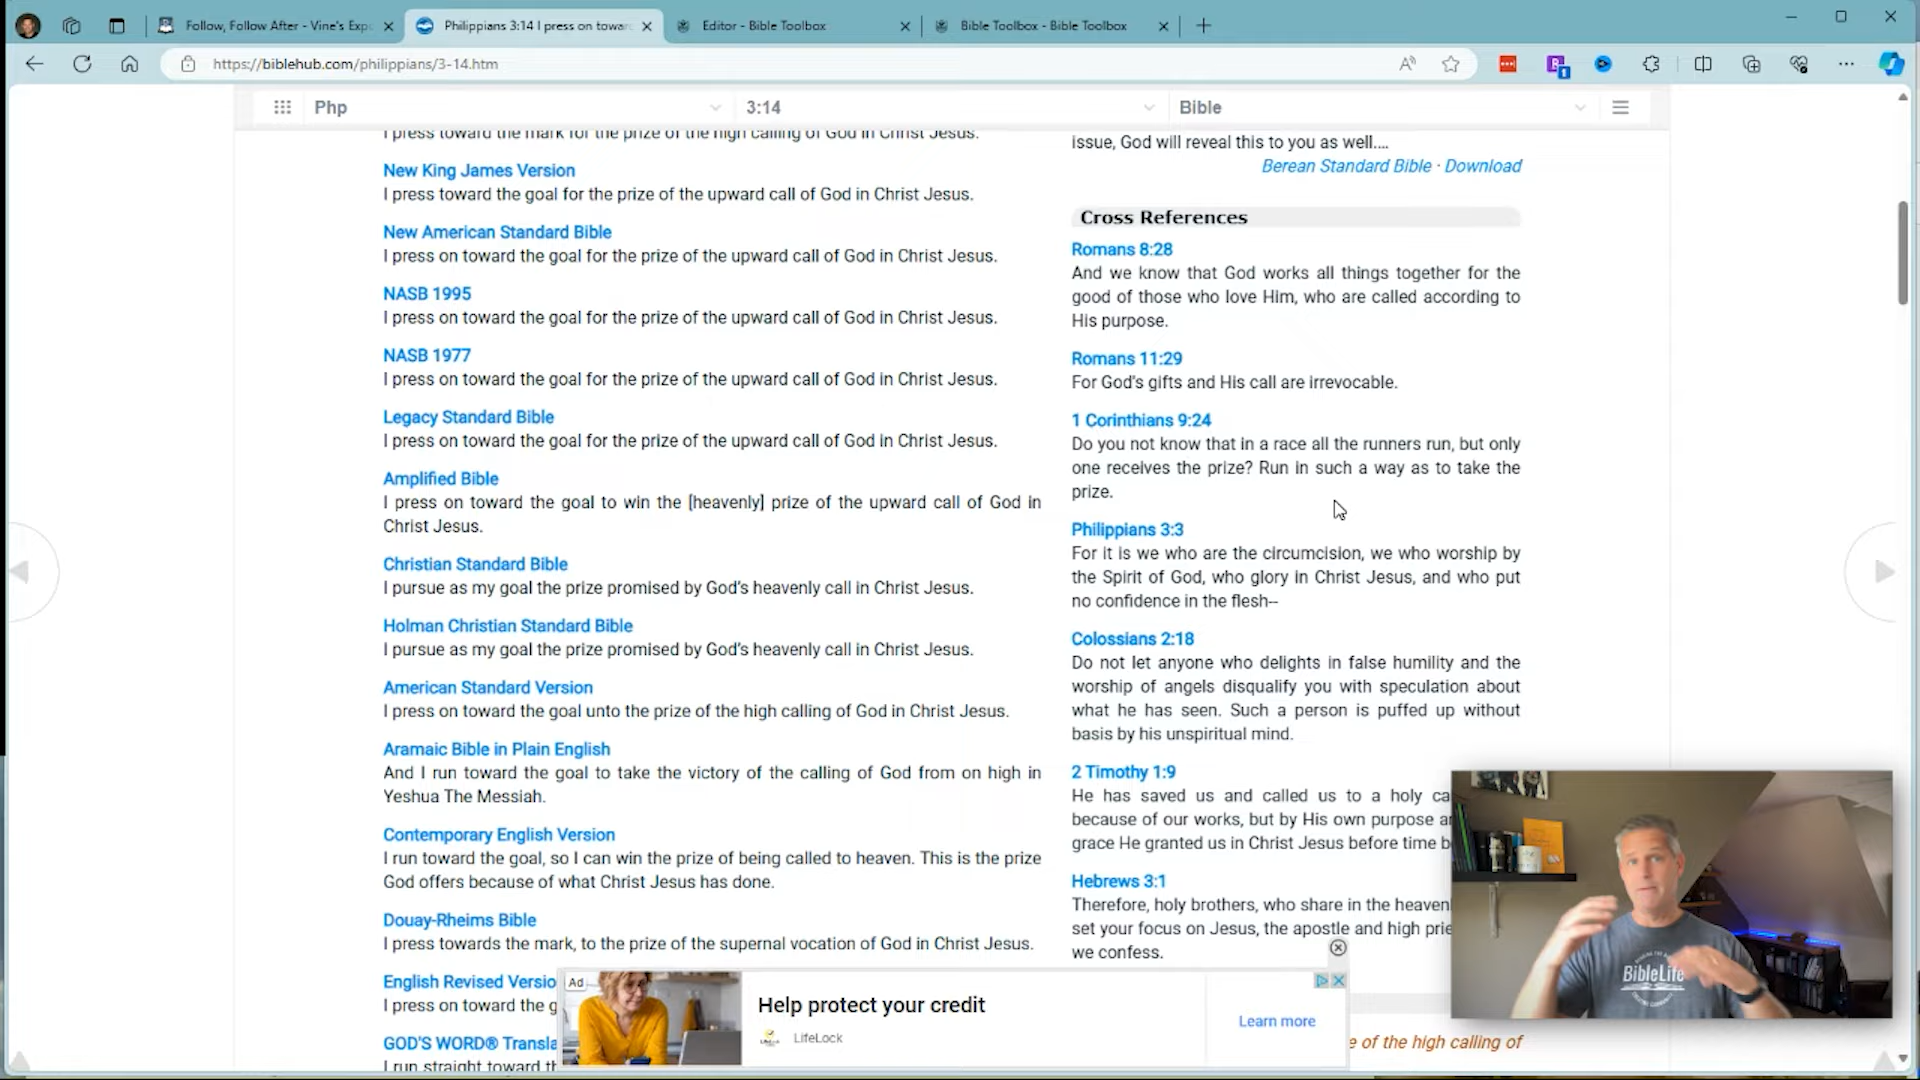 Follow, Follow After - Vine's Exp
Philippians 3:14 I press on towar
Editor - Bible Toolbox
Bible Toolbox - Bible Toolbox
https://biblehub.com/philippians/3-14.htm
Php
3:14
Bible
I press toward the mark for the prize of the high calling of God in Christ Jesus.
New King James Version
I press toward the goal for the prize of the upward call of God in Christ Jesus.
New American Standard Bible
I press on toward the goal for the prize of the upward call of God in Christ Jesus.
NASB 1995
I press on toward the goal for the prize of the upward call of God in Christ Jesus.
NASB 1977
I press on toward the goal for the prize of the upward call of God in Christ Jesus.
Legacy Standard Bible
I press on toward the goal for the prize of the upward call of God in Christ Jesus.
Amplified Bible
I press on toward the goal to win the [heavenly] prize of the upward call of God in
Christ Jesus.
Christian Standard Bible
I pursue as my goal the prize promised by God's heavenly call in Christ Jesus.
Holman Christian Standard Bible
I pursue as my goal the prize promised by God's heavenly call in Christ Jesus.
American Standard Version
I press on toward the goal unto the prize of the high calling of God in Christ Jesus.
Aramaic Bible in Plain English
And I run toward the goal to take the victory of the calling of God from on high in
Yeshua The Messiah.
Contemporary English Version
I run toward the goal, so I can win the prize of being called to heaven. This is the prize
God offers because of what Christ Jesus has done.
Douay-Rheims Bible
I press towards the mark, to the prize of the supernal vocation of God in Christ Jesus.
English Revised Versio
I press on toward the g
GOD'S WORD® Transla
I run straight toward th
issue, God will reveal this to you as well....
Berean Standard Bible · Download
Cross References
Romans 8:28
And we know that God works all things together for the
good of those who love Him, who are called according to
His purpose.
Romans 11:29
For God's gifts and His call are irrevocable.
1 Corinthians 9:24
Do you not know that in a race all the runners run, but only
one receives the prize? Run in such a way as to take the
prize.
Philippians 3:3
For it is we who are the circumcision, we who worship by
the Spirit of God, who glory in Christ Jesus, and who put
no confidence in the flesh--
Colossians 2:18
Do not let anyone who delights in false humility and the
worship of angels disqualify you with speculation about
what he has seen. Such a person is puffed up without
basis by his unspiritual mind.
2 Timothy 1:9
He has saved us and called us to a holy ca
because of our works, but by His own purpose a
grace He granted us in Christ Jesus before time b
Hebrews 3:1
Therefore, holy brothers, who share in the heaven
set your focus on Jesus, the apostle and high prie
we confess.
e of the high calling of
Ad
Help protect your credit
LifeLock
Learn more
BibleLife